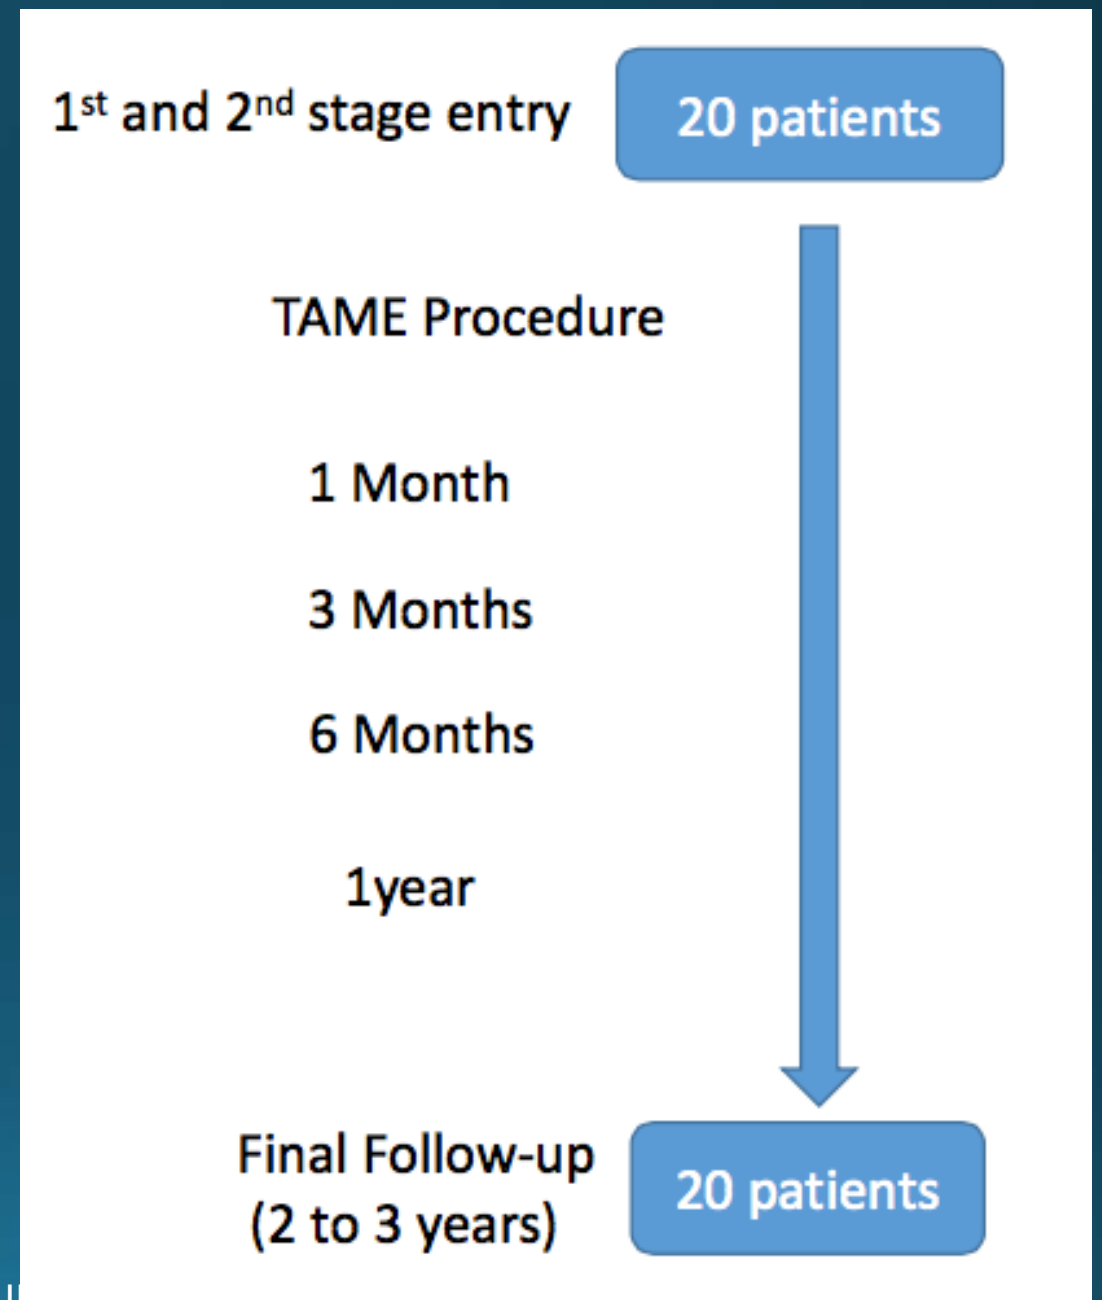 1st and 2nd stage entry
20 patients
TAME Procedure
1 Month
3 Months
6 Months
1year
Final Follow-up
(2 to 3 years)
20 patients